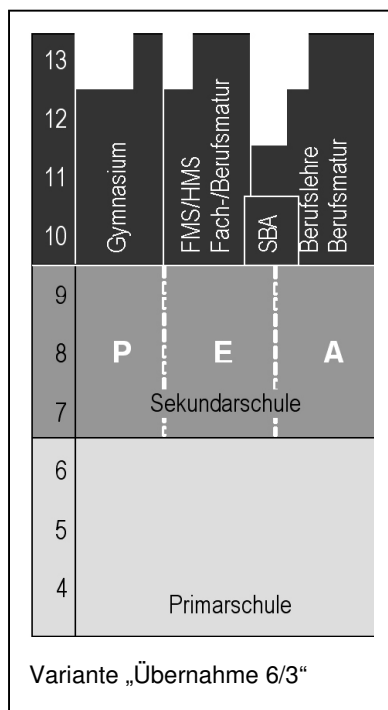 13
12
11
10
Gymnasium
FMS/HMS
Fach-/Berufsmatur
SBA
Berufslehre
Berufsmatur
9
8
7
P E A
Sekundarschule
6
5
4
Primarschule
Variante „Übernahme 6/3“